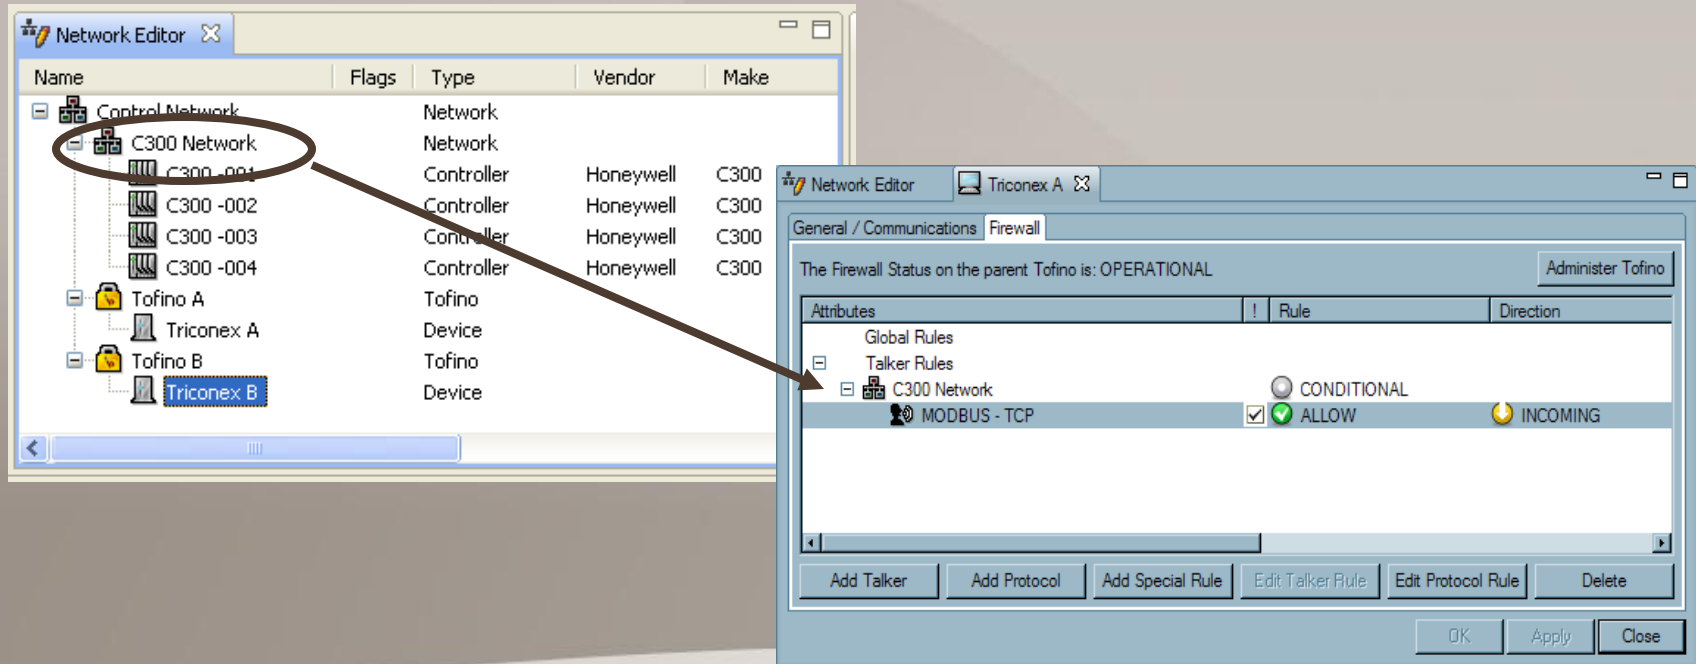 Network Editor
Name Flags Type Vendor Make
Control Network Network
C300 Network Network
C300 -001 Controller Honeywell C300
C300 -002 Controller Honeywell C300
C300 -003 Controller Honeywell C300
C300 -004 Controller Honeywell C300
Tofino A Tofino
Triconex A Device
Tofino B Tofino
Triconex B Device
Network Editor Triconex A
General / Communications Firewall
The Firewall Status on the parent Tofino is: OPERATIONAL Administer Tofino
Attributes ! Rule Direction
Global Rules
Talker Rules
C300 Network CONDITIONAL
MODBUS - TCP ALLOW INCOMING
Add Talker Add Protocol Add Special Rule Edit Talker Rule Edit Protocol Rule Delete
OK Apply Close